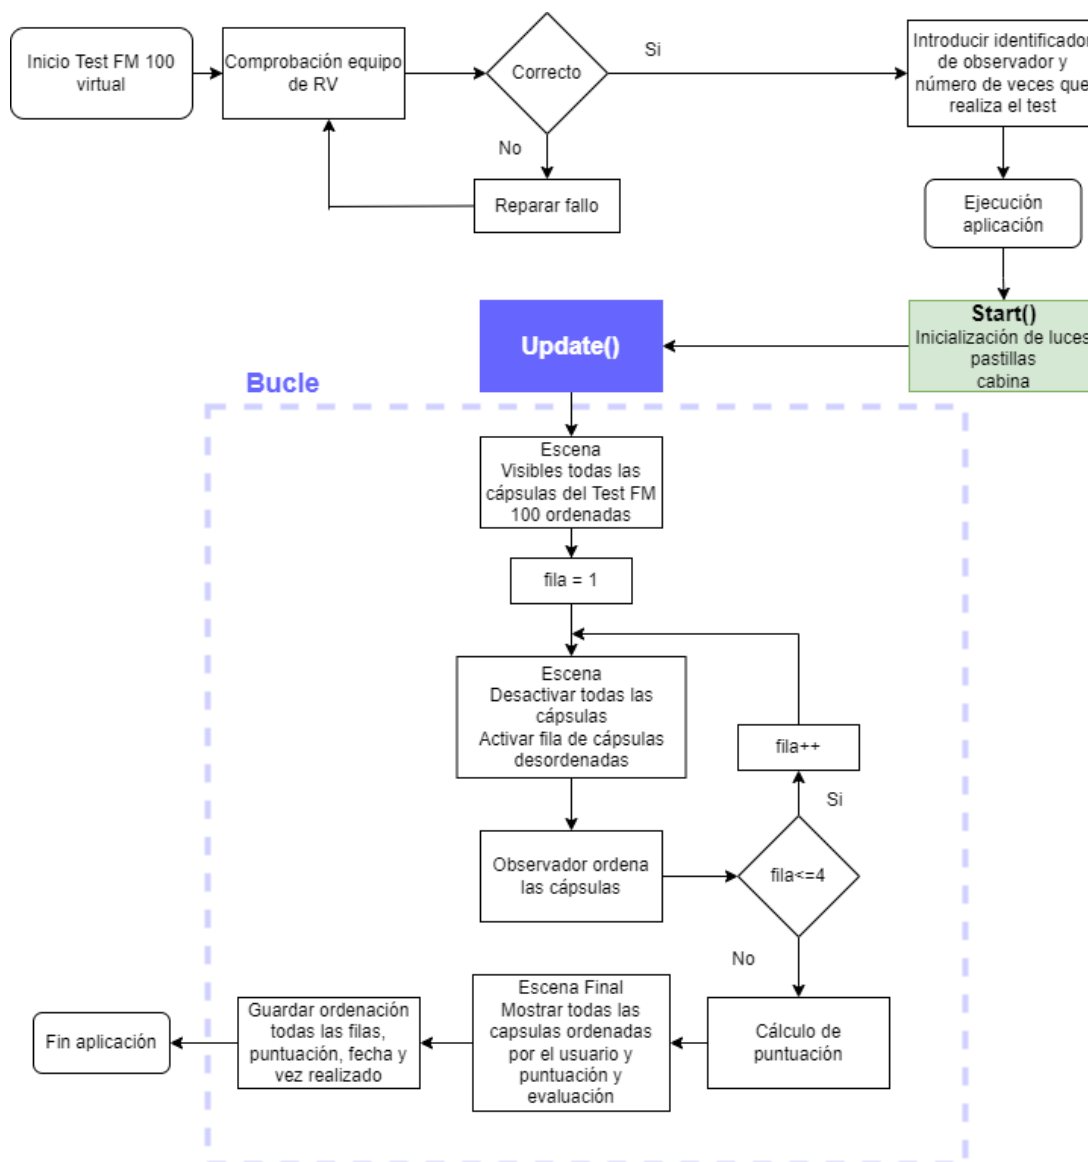 Inicio Test FM 100
virtual
Comprobación equipo
de RV
Correcto
Si
Introducir identificador
de observador y
número de veces que
realiza el test
No
Reparar fallo
Ejecución
aplicación
Start()
Inicialización de luces
pastillas
cabina
Update()
Bucle
Escena
Visibles todas las
cápsulas del Test FM
100 ordenadas
fila = 1
Escena
Desactivar todas las
cápsulas
Activar fila de cápsulas
desordenadas
fila++
Si
Observador ordena
las cápsulas
fila<=4
No
Cálculo de
puntuación
Escena Final
Mostrar todas las
capsulas ordenadas
por el usuario y
puntuación y
evaluación
Guardar ordenación
todas las filas,
puntuación, fecha y
vez realizado
Fin aplicación